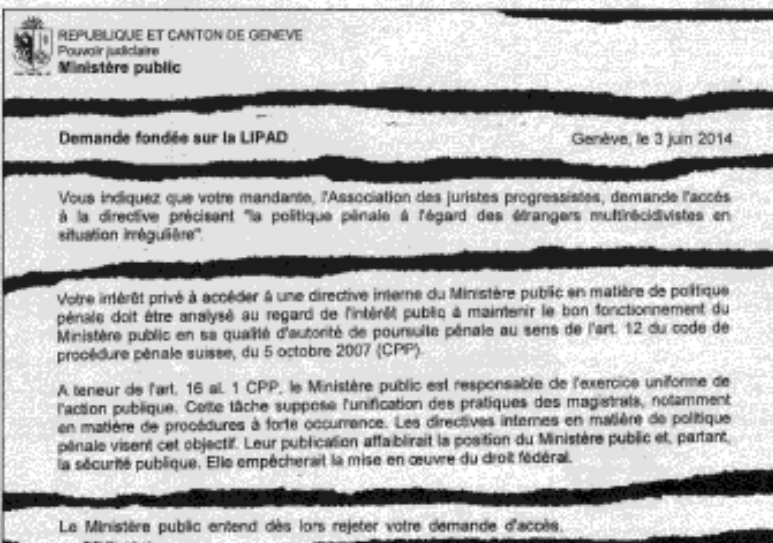 REPUBLIQUE ET CANTON DE GENEVE
Pouvoir judiciaire
Ministère public
Demande fondée sur la LIPAD
Genève, le 3 juin 2014
Vous indiquez que votre mandante, l'Association des juristes progressistes, demande l'accès
à la directive précisant "la politique pénale à l'égard des étrangers multirécidivistes en
situation irrégulière".
Votre intérêt privé à accéder à une directive interne du Ministère public en matière de politique
pénale doit être analysé au regard de l'intérêt public à maintenir le bon fonctionnement du
Ministère public en sa qualité d'autorité de poursuite pénale au sens de l'art. 12 du code de
procédure pénale suisse, du 5 octobre 2007 (CPP).
A teneur de l'art. 16 al. 1 CPP, le Ministère public est responsable de l'exercice uniforme de
l'action publique. Cette tâche suppose l'unification des pratiques des magistrats, notamment
en matière de procédures à forte occurrence. Les directives internes en matière de politique
pénale visent cet objectif. Leur publication affaiblirait la position du Ministère public et, partant,
la sécurité publique. Elle empêcherait la mise en œuvre du droit fédéral.
Le Ministère public entend dès lors rejeter votre demande d'accès.